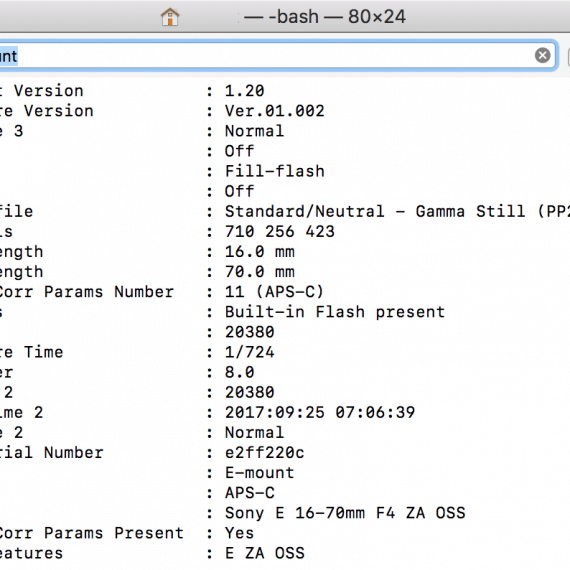 — -bash — 80×24
unt
t Version : 1.20
re Version : Ver.01.002
e 3 : Normal
: Off
: Fill-flash
: Off
file : Standard/Neutral – Gamma Still (PP2
ls : 710 256 423
ength : 16.0 mm
ength : 70.0 mm
Corr Params Number : 11 (APS-C)
s : Built-in Flash present
: 20380
re Time : 1/724
er : 8.0
2 : 20380
ime 2 : 2017:09:25 07:06:39
e 2 : Normal
rial Number : e2ff220c
: E-mount
: APS-C
: Sony E 16-70mm F4 ZA OSS
Corr Params Present : Yes
eatures : E ZA OSS